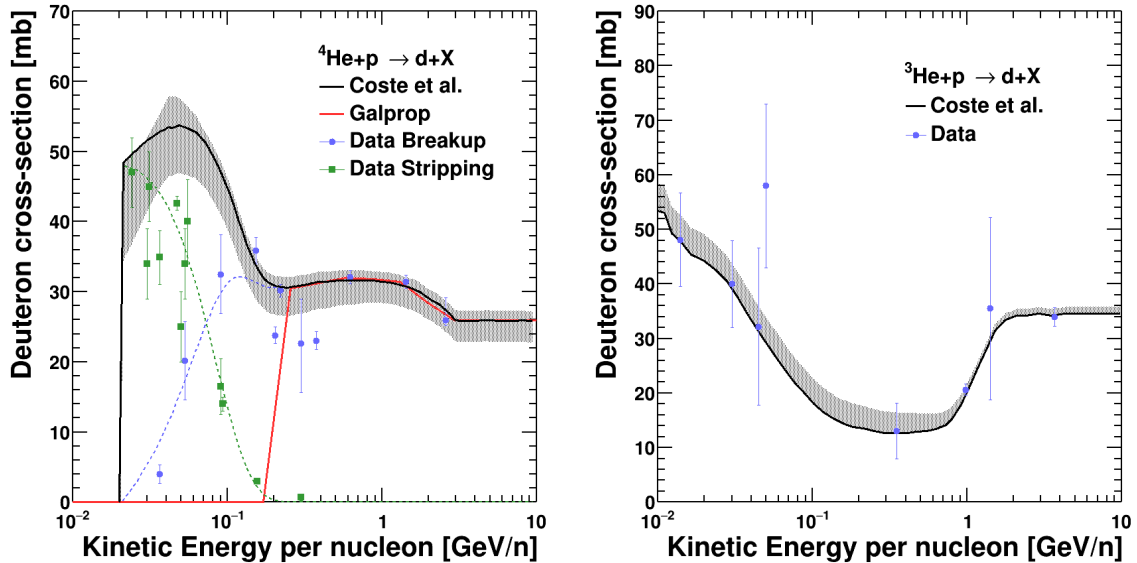 Deuteron cross-section [mb]
70
60
50
40
30
20
10
0
⁴He+p → d+X
Coste et al.
Galprop
Data Breakup
Data Stripping
10⁻² 10⁻¹ 1 10
Kinetic Energy per nucleon [GeV/n]
Deuteron cross-section [mb]
90
80
70
60
50
40
30
20
10
0
³He+p → d+X
Coste et al.
Data
10⁻² 10⁻¹ 1 10
Kinetic Energy per nucleon [GeV/n]